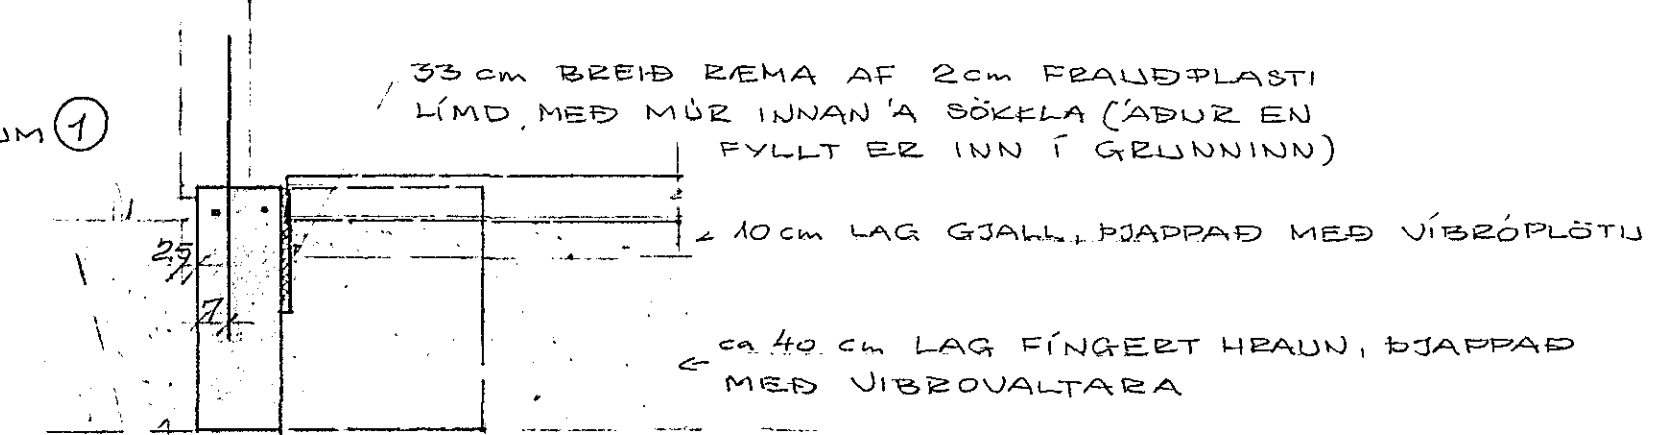 33 cm BREIÐ RÆMA AF 2cm FRAUÐPLASTI
LÍMD MEÐ MÚR INNAN Á SÖKKLA (ÁÐUR EN
FYLLT ER INN Í GRUNNINN)
1
10 cm LAG GJALL, ÞJAPPAÐ MEÐ VÍBRÓPLÖTU
25
7
ca 40 cm LAG FÍNGERT HRAUN, ÞJAPPAÐ
MEÐ VIBROVALTARA